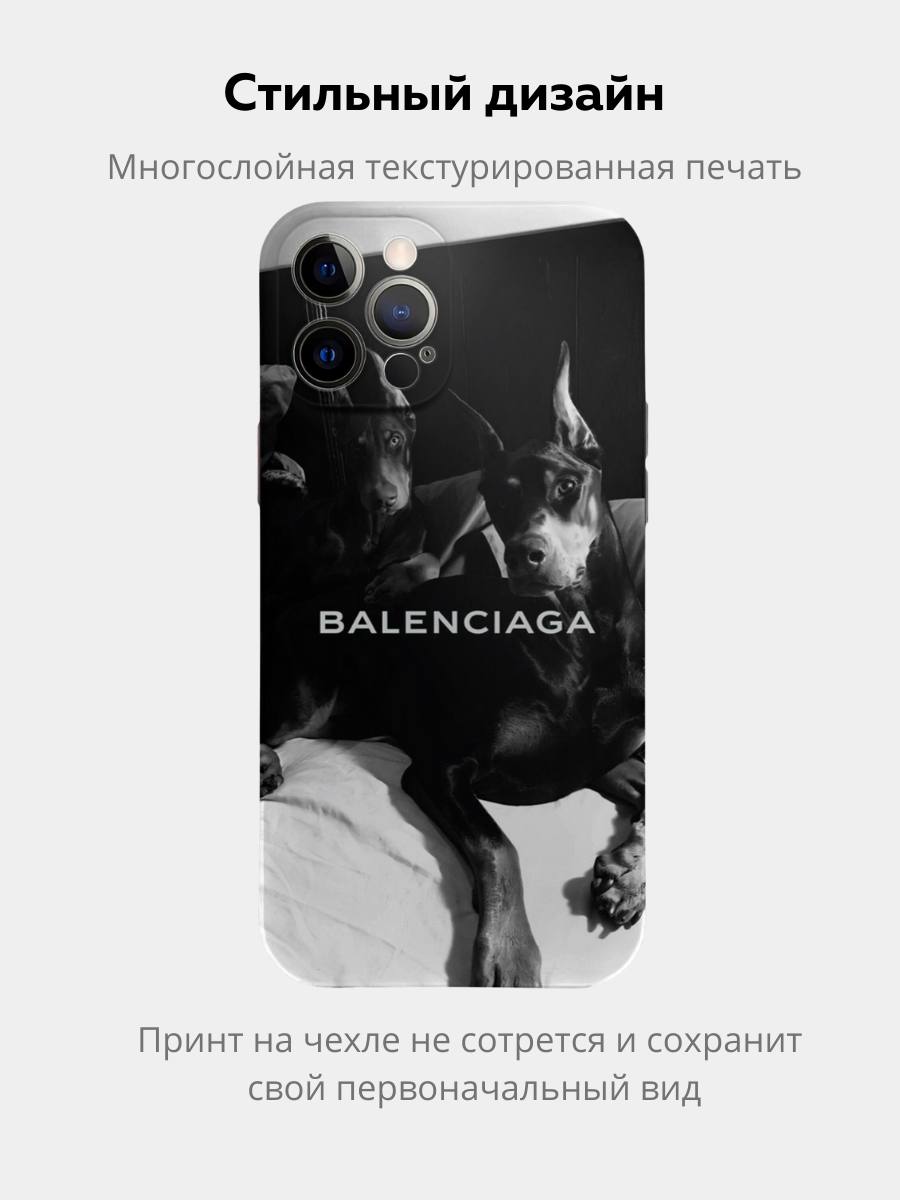 Стильный дизайн
Многослойная текстурированная печать
BALENCIAGA
Принт на чехле не сотрется и сохранит
свой первоначальный вид